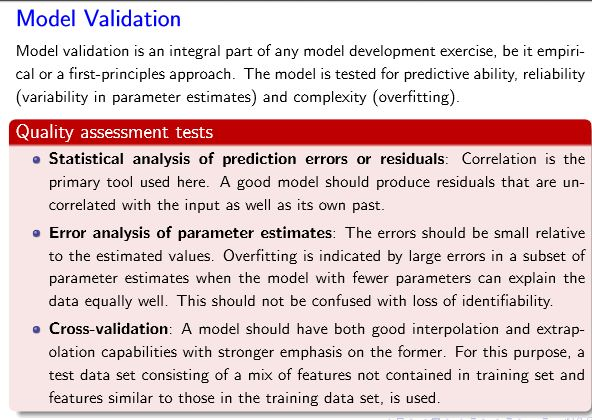 Model Validation
Model validation is an integral part of any model development exercise, be it empiri-
cal or a first-principles approach. The model is tested for predictive ability, reliability
(variability in parameter estimates) and complexity (overfitting).
Quality assessment tests
Statistical analysis of prediction errors or residuals: Correlation is the
primary tool used here. A good model should produce residuals that are un-
correlated with the input as well as its own past.
Error analysis of parameter estimates: The errors should be small relative
to the estimated values. Overfitting is indicated by large errors in a subset of
parameter estimates when the model with fewer parameters can explain the
data equally well. This should not be confused with loss of identifiability.
Cross-validation: A model should have both good interpolation and extrap-
olation capabilities with stronger emphasis on the former. For this purpose, a
test data set consisting of a mix of features not contained in training set and
features similar to those in the training data set, is used.